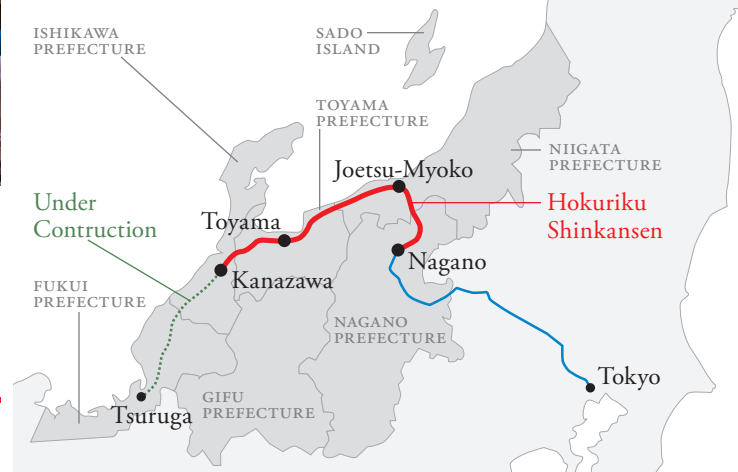 ISHIKAWA
PREFECTURE
SADO
ISLAND
TOYAMA
PREFECTURE
NIIGATA
PREFECTURE
Joetsu-Myoko
Under
Contruction
Toyama
Hokuriku
Shinkansen
Nagano
Kanazawa
FUKUI
PREFECTURE
NAGANO
PREFECTURE
Tokyo
GIFU
PREFECTURE
Tsuruga